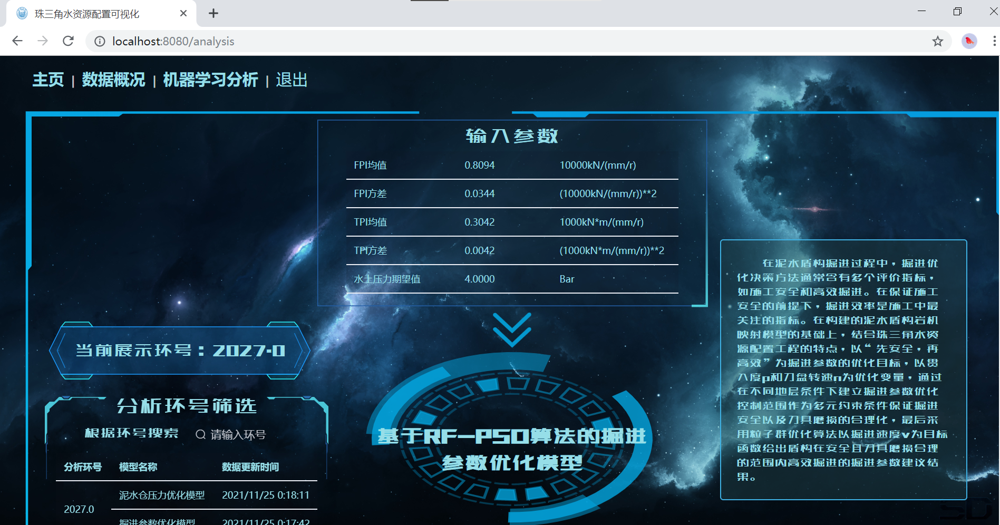 珠三角水资源配置可视化
localhost:8080/analysis
主页 | 数据概况 | 机器学习分析 | 退出
输入参数
FPI均值 0.8094 10000kN/(mm/r)
FPI方差 0.0344 (10000kN/(mm/r))**2
TPI均值 0.3042 1000kN*m/(mm/r)
TPI方差 0.0042 (1000kN*m/(mm/r))**2
水土压力期望值 4.0000 Bar
当前展示环号：2027.0
分析环号筛选
根据环号搜索 请输入环号
分析环号 模型名称 数据更新时间
泥水仓压力优化模型 2021/11/25 0:18:11
2027.0
掘进参数优化模型 2021/11/25 0:17:42
基于RF-PSO算法的掘进
参数优化模型
在泥水盾构掘进过程中，掘进优
化决策方法通常含有多个评价指标，
如施工安全和高效掘进。在保证施工
安全的前提下，掘进效率是施工中最
关注的指标。在构建的泥水盾构岩机
映射模型的基础上，结合珠三角水资
源配置工程的特点，以“先安全，再
高效”为掘进参数的优化目标，以贯
入度p和刀盘转速n为优化变量，通过
在不同地层条件下建立掘进参数优化
控制范围作为多元约束条件保证掘进
安全以及刀具磨损的合理化，最后采
用粒子群优化算法以掘进速度v为目标
函数给出盾构在安全且刀具磨损合理
的范围内高效掘进的掘进参数建议结
果。